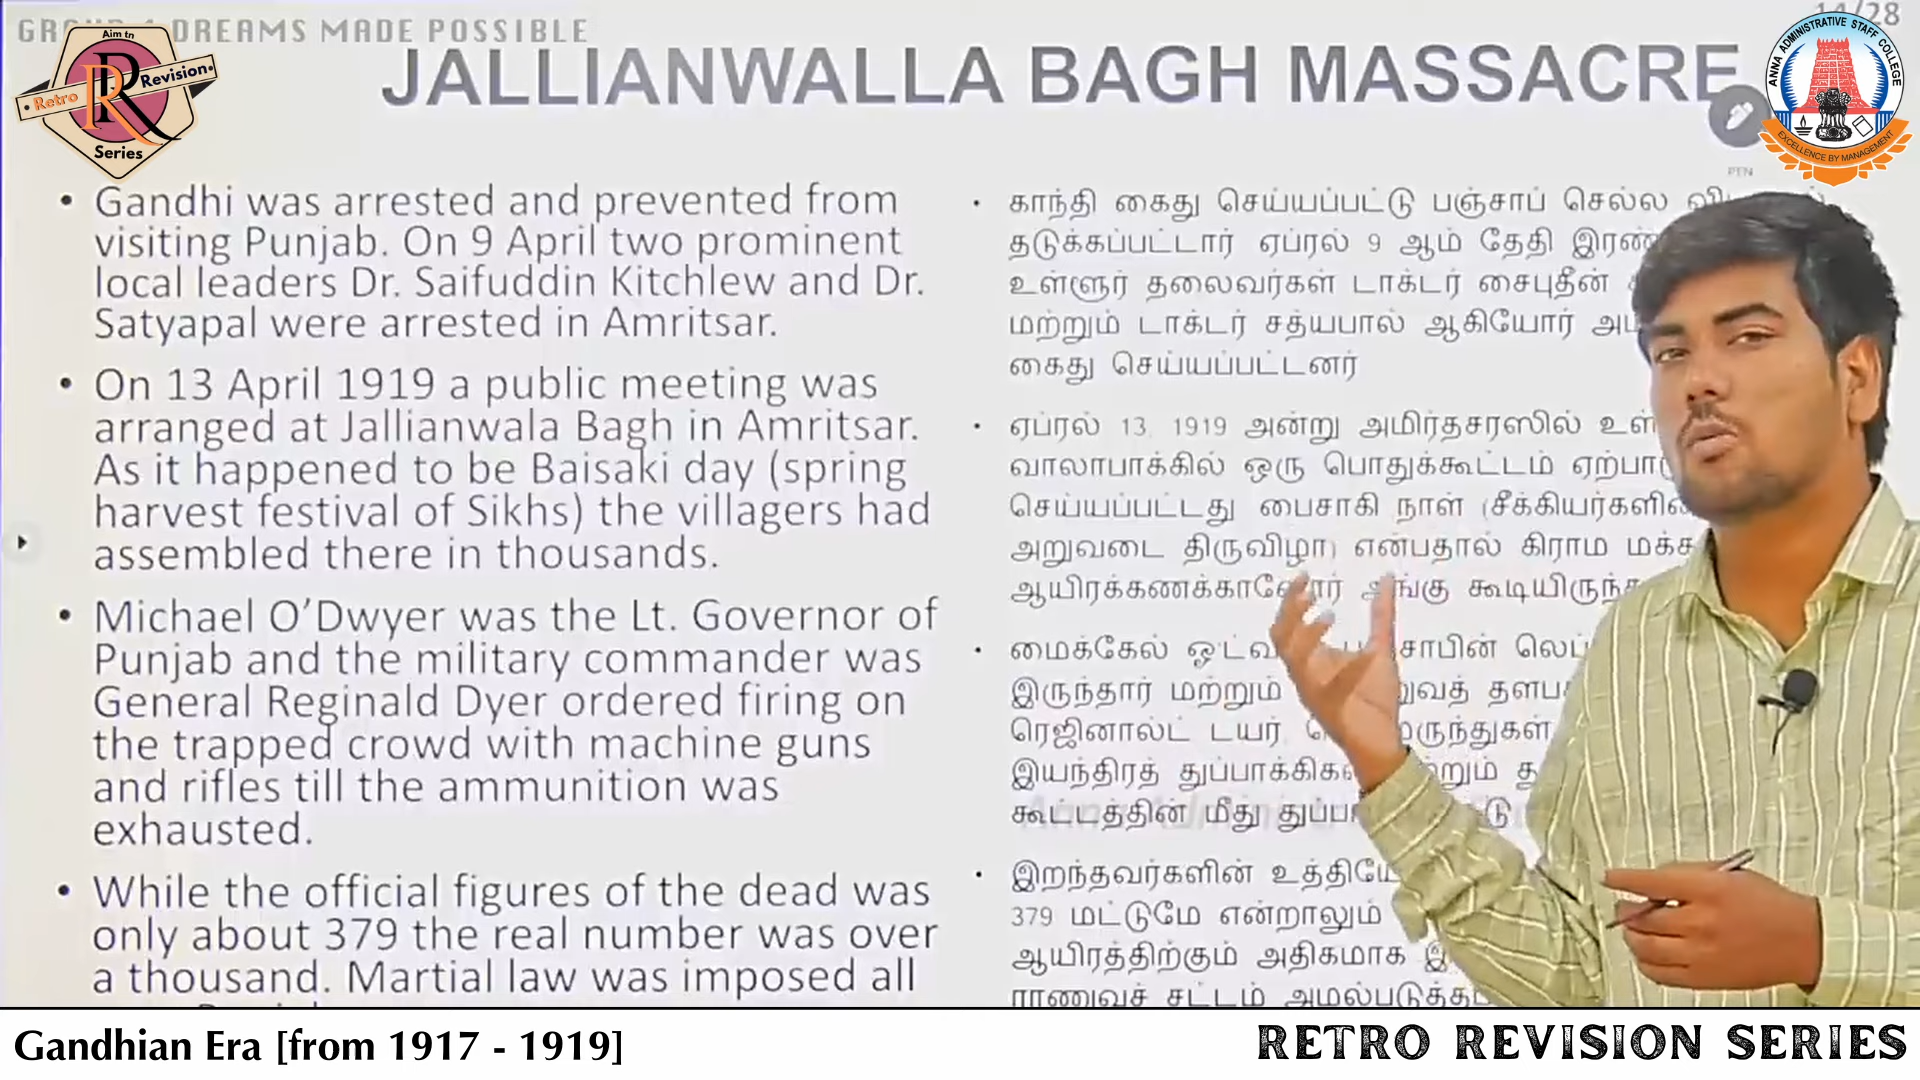 DREAMS MADE POSSIBLE
14/28
Aim tn
Retro
RR
Revision
Series
JALLIANWALLA BAGH MASSACRE
ANNA ADMINISTRATIVE STAFF COLLEGE
EXCELLENCE BY MANAGEMENT
PEN
• Gandhi was arrested and prevented from
visiting Punjab. On 9 April two prominent
local leaders Dr. Saifuddin Kitchlew and Dr.
Satyapal were arrested in Amritsar.
• On 13 April 1919 a public meeting was
arranged at Jallianwala Bagh in Amritsar.
As it happened to be Baisaki day (spring
harvest festival of Sikhs) the villagers had
assembled there in thousands.
• Michael O’Dwyer was the Lt. Governor of
Punjab and the military commander was
General Reginald Dyer ordered firing on
the trapped crowd with machine guns
and rifles till the ammunition was
exhausted.
• While the official figures of the dead was
only about 379 the real number was over
a thousand. Martial law was imposed all
• காந்தி கைது செய்யப்பட்டு பஞ்சாப் செல்ல
தடுக்கப்பட்டார் ஏப்ரல் 9 ஆம் தேதி
உள்ளூர் தலைவர்கள் டாக்டர் சைபுதீன்
மற்றும் டாக்டர் சத்யபால் ஆகியோர்
கைது செய்யப்பட்டனர்
• ஏப்ரல் 13, 1919 அன்று அமிர்தசரஸில்
வாலாபாக்கில் ஒரு பொதுக்கூட்டம்
செய்யப்பட்டது பைசாகி நாள்
அறுவடை திருவிழா) என்பதால் கிராம
கூடியிருந்த
• மைக்கேல்
இருந்தார் மற்றும்
ரெஜினால்ட் டயர்,
இயந்திரத்
கூட்டத்தின் மீது
• இறந்தவர்களின்
379 மட்டுமே என்றாலும்
ஆயிரத்திற்கும் அதிகமாக
ராணுவச் சட்டம்
Gandhian Era [from 1917 - 1919]
RETRO REVISION SERIES